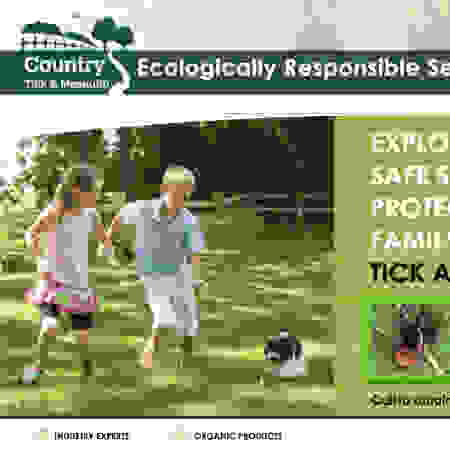 Country
Tick & Mosquito
Ecologically Responsible Se
EXPLO
SAFE S
PROTE
FAMIL
TICK A
INDUSTRY EXPERTS
ORGANIC PRODUCTS